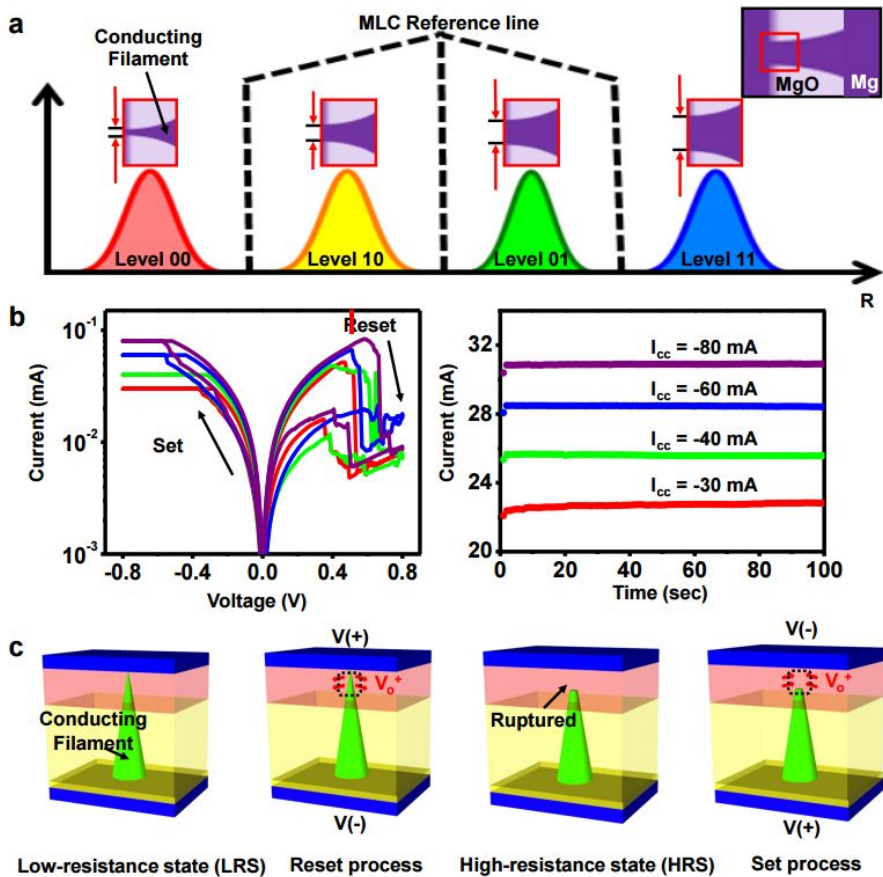 a
MLC Reference line
Conducting
Filament
MgO
Mg
Level 00
Level 10
Level 01
Level 11
R
b
10⁻¹
10⁻²
10⁻³
Current (mA)
Set
Reset
-0.8
-0.4
0.0
0.4
0.8
Voltage (V)
32
28
24
20
Current (mA)
Icc = -80 mA
Icc = -60 mA
Icc = -40 mA
Icc = -30 mA
0
20
40
60
80
100
Time (sec)
c
Conducting
Filament
Low-resistance state (LRS)
V(+)
Vo⁺
V(-)
Reset process
Ruptured
High-resistance state (HRS)
V(-)
Vo⁺
V(+)
Set process